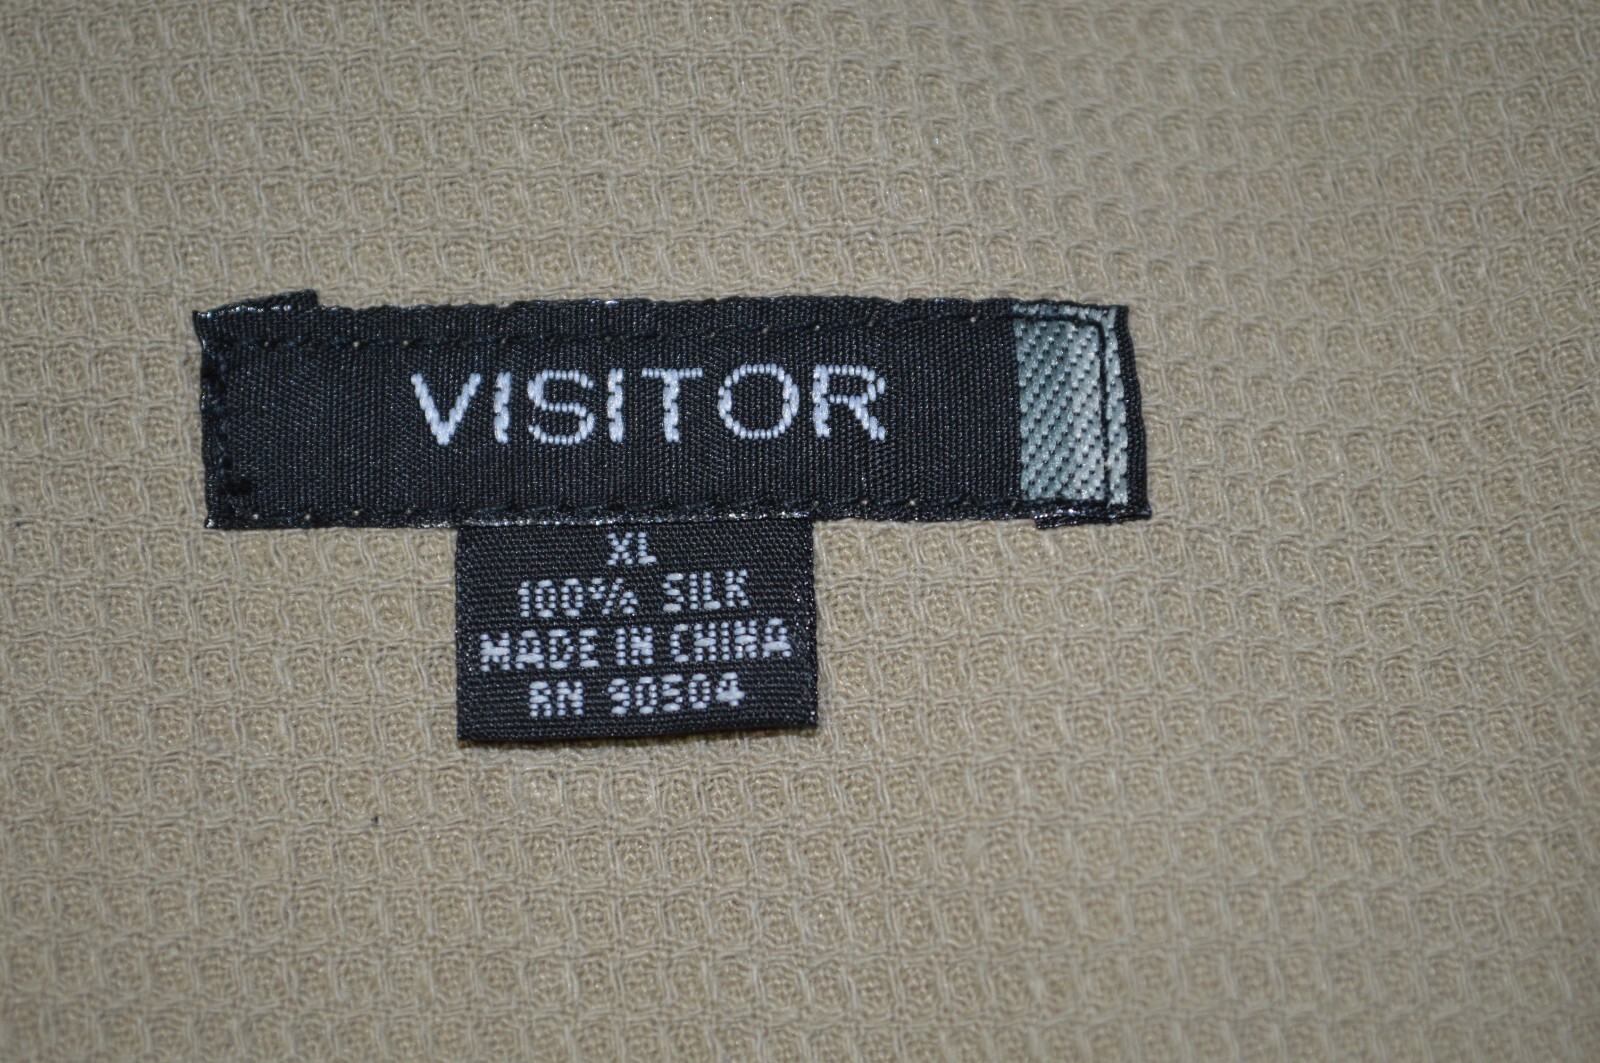 VISITOR
XL
100% SILK
MADE IN CHINA
RN 90504